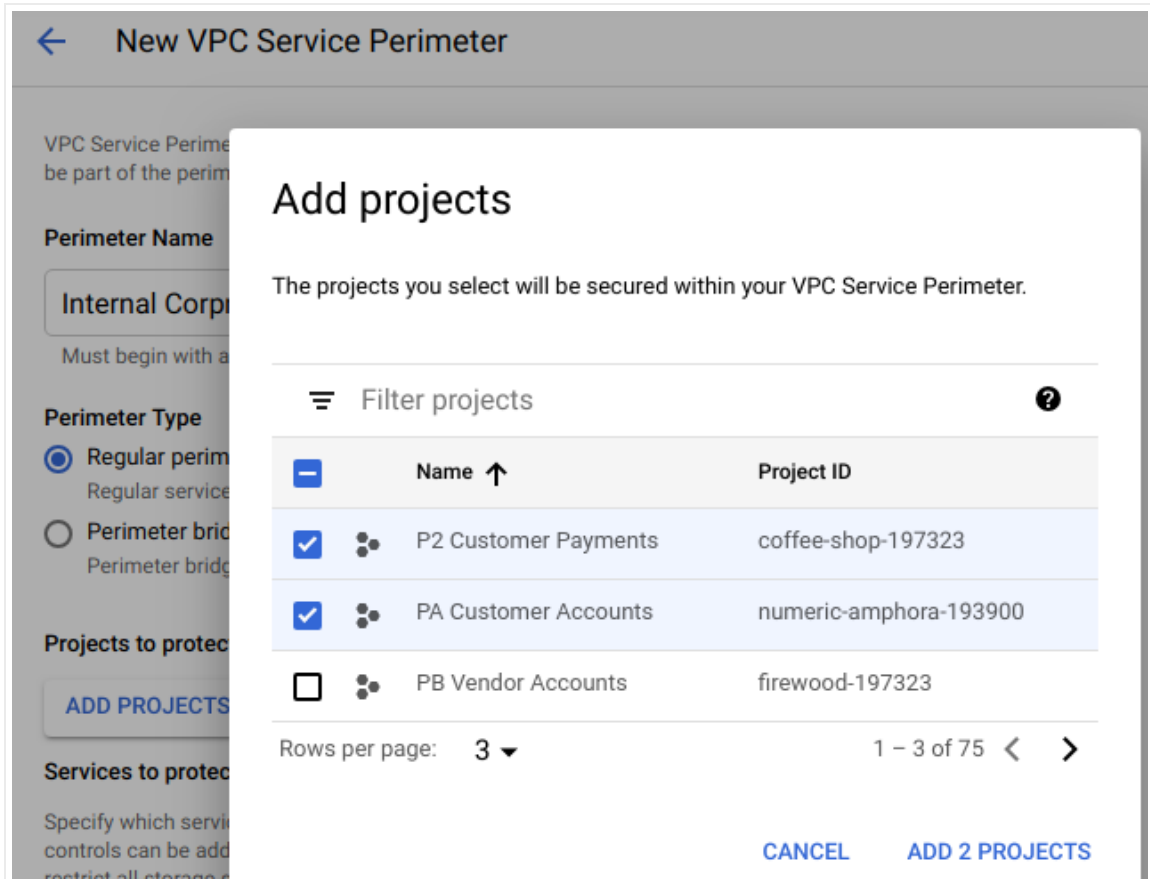 New VPC Service Perimeter
VPC Service Perime
be part of the perim
Perimeter Name
Internal Corpr
Must begin with a
Perimeter Type
Regular perim
Regular service
Perimeter brid
Perimeter bridg
Projects to protec
ADD PROJECTS
Services to protec
Specify which servi
controls can be add
restrict all storage
Add projects
The projects you select will be secured within your VPC Service Perimeter.
Filter projects
Name Project ID
P2 Customer Payments coffee-shop-197323
PA Customer Accounts numeric-amphora-193900
PB Vendor Accounts firewood-197323
Rows per page: 3 1 – 3 of 75
CANCEL ADD 2 PROJECTS